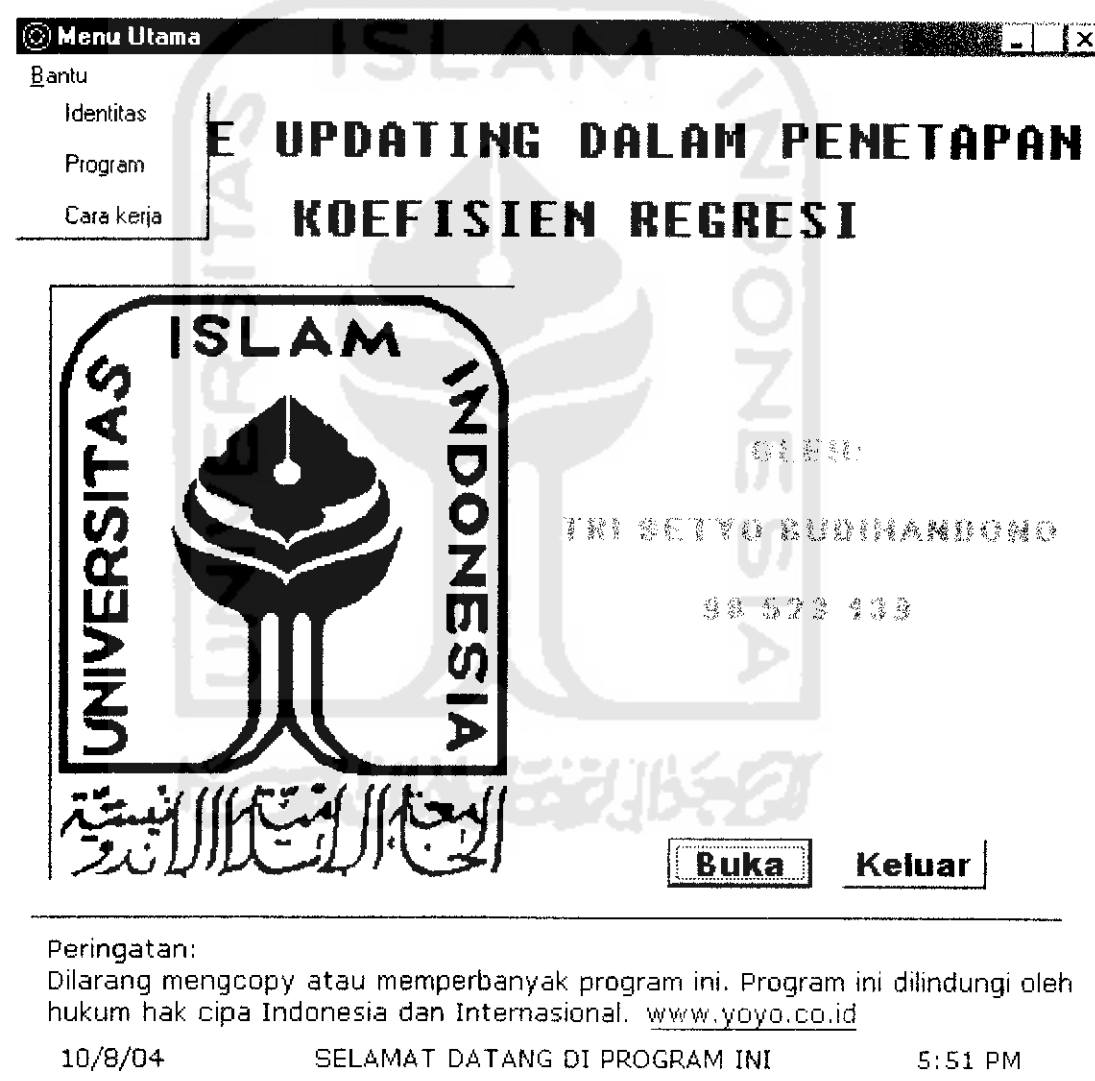 Menu Utama
Bantu
Identitas
Program
Cara kerja
E UPDATING DALAM PENETAPAN
KOEFISIEN REGRESI
UNIVERSITAS
ISLAM
INDONESIA
OLEH:
TRI SETYO BUDIHANDONO
Buka Keluar
Peringatan:
Dilarang mengcopy atau memperbanyak program ini. Program ini dilindungi oleh
hukum hak cipa Indonesia dan Internasional. www.yoyo.co.id
10/8/04 SELAMAT DATANG DI PROGRAM INI 5:51 PM